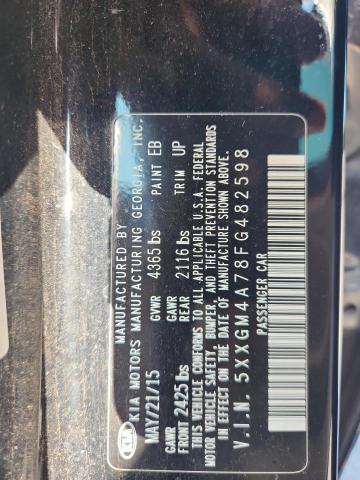 KIA MANUFACTURED BY
KIA MOTORS MANUFACTURING GEORGIA, INC.
MAY/21/15 GVWR 4365 lbs PAINT EB
GAWR FRONT 2425 lbs GAWR REAR 2116 lbs TRIM UP
THIS VEHICLE CONFORMS TO ALL APPLICABLE U.S.A. FEDERAL
MOTOR VEHICLE SAFETY, BUMPER, AND THEFT PREVENTION STANDARDS
IN EFFECT ON THE DATE OF MANUFACTURE SHOWN ABOVE.
V.I.N. 5XXGM4A78FG482598
PASSENGER CAR